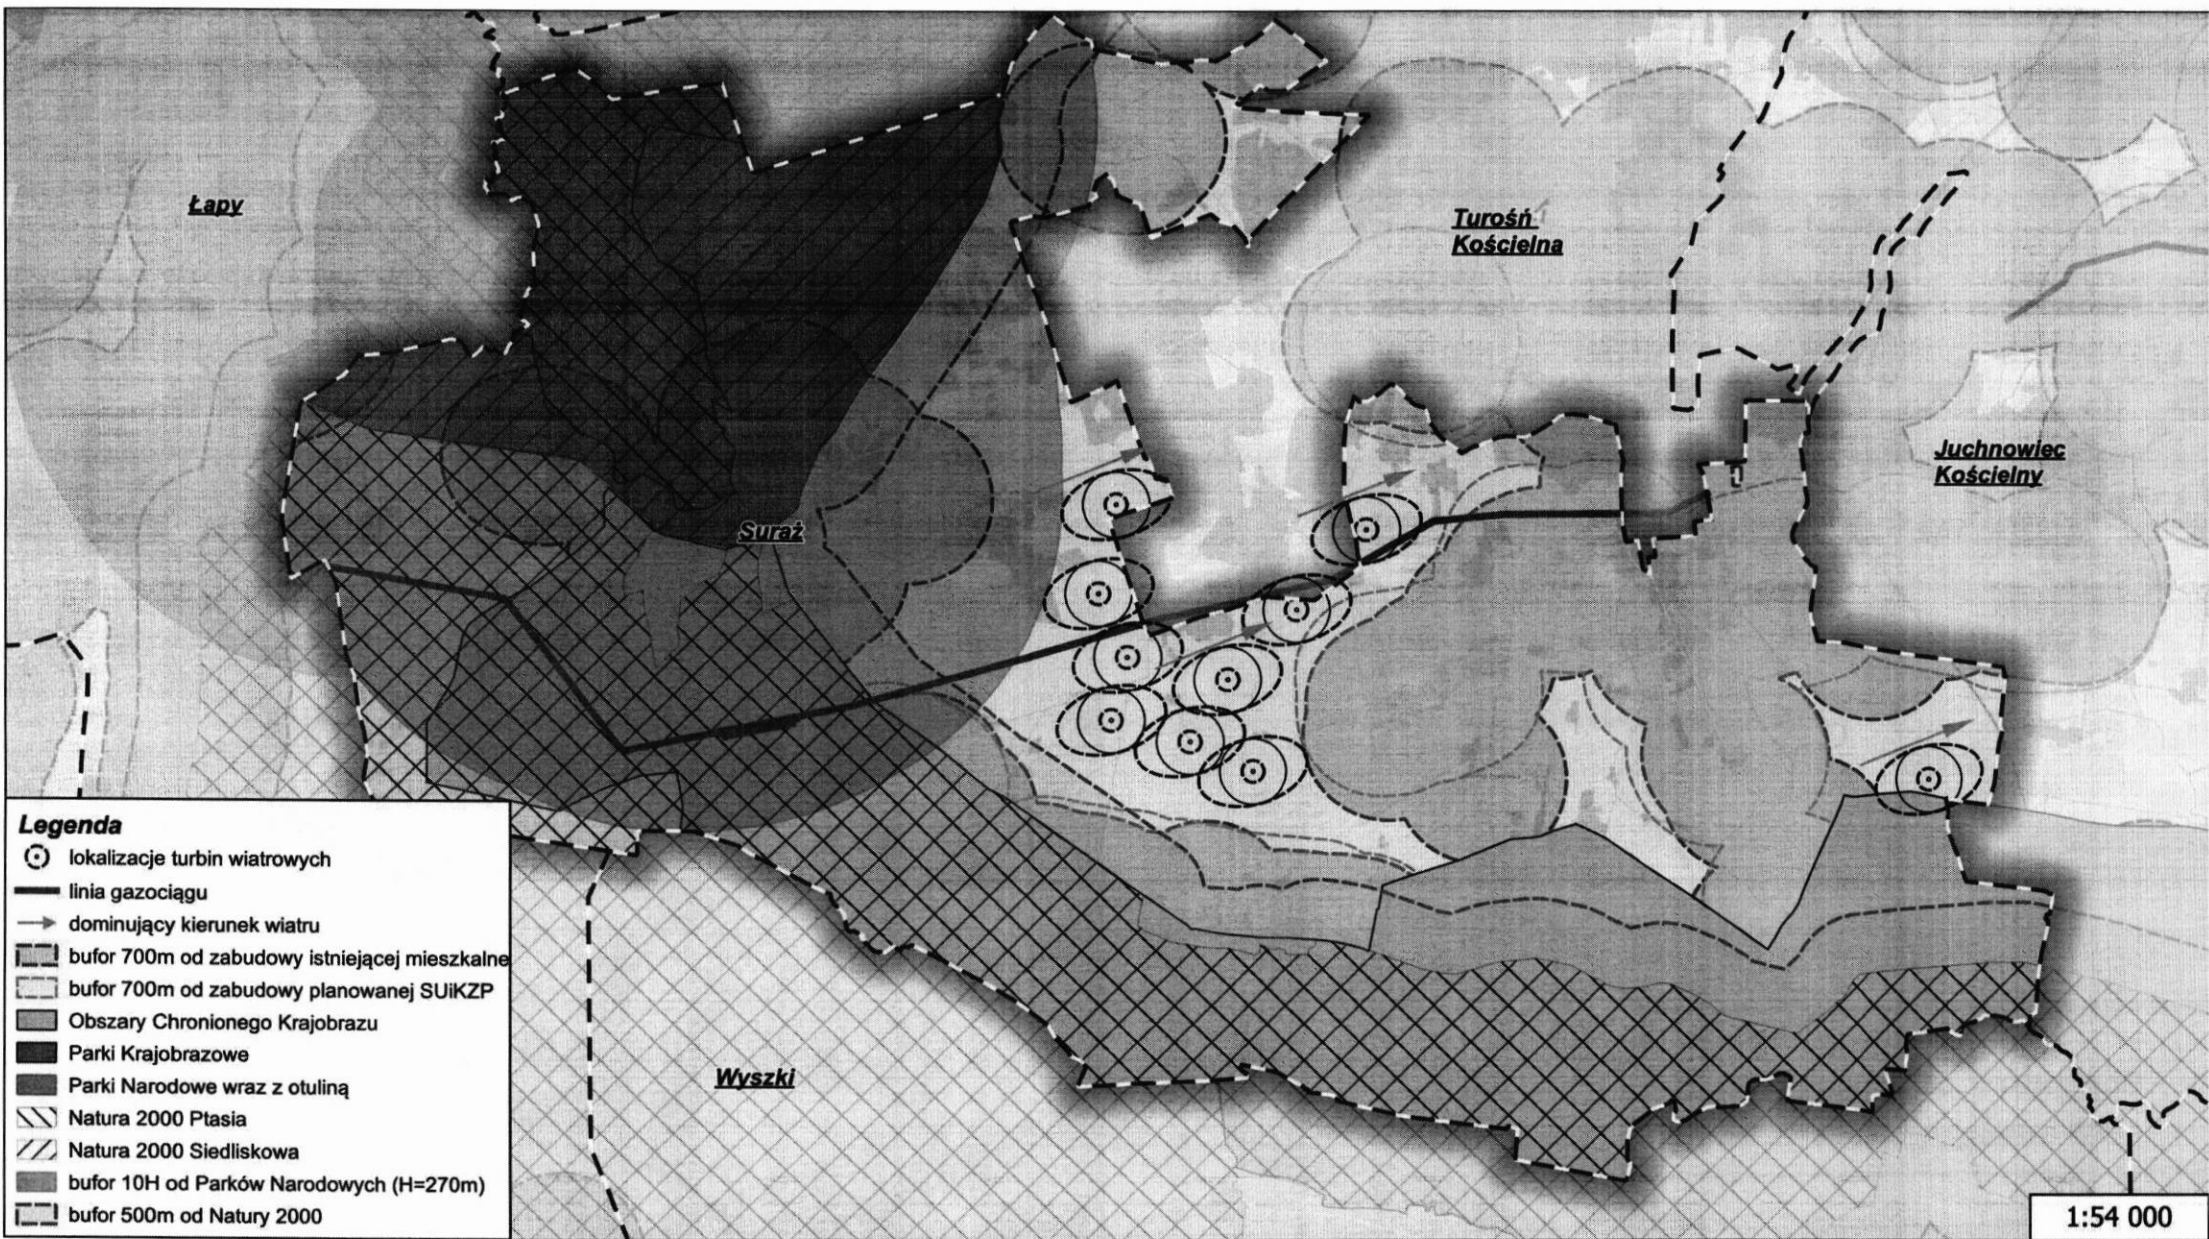 Łapy
Turośń
Kościelna
Juchnowiec
Kościelny
Suraż
Wyszki
Legenda
lokalizacje turbin wiatrowych
linia gazociągu
dominujący kierunek wiatru
bufor 700m od zabudowy istniejącej mieszkalne
bufor 700m od zabudowy planowanej SUiKZP
Obszary Chronionego Krajobrazu
Parki Krajobrazowe
Parki Narodowe wraz z otuliną
Natura 2000 Ptasia
Natura 2000 Siedliskowa
bufor 10H od Parków Narodowych (H=270m)
bufor 500m od Natury 2000
1:54 000